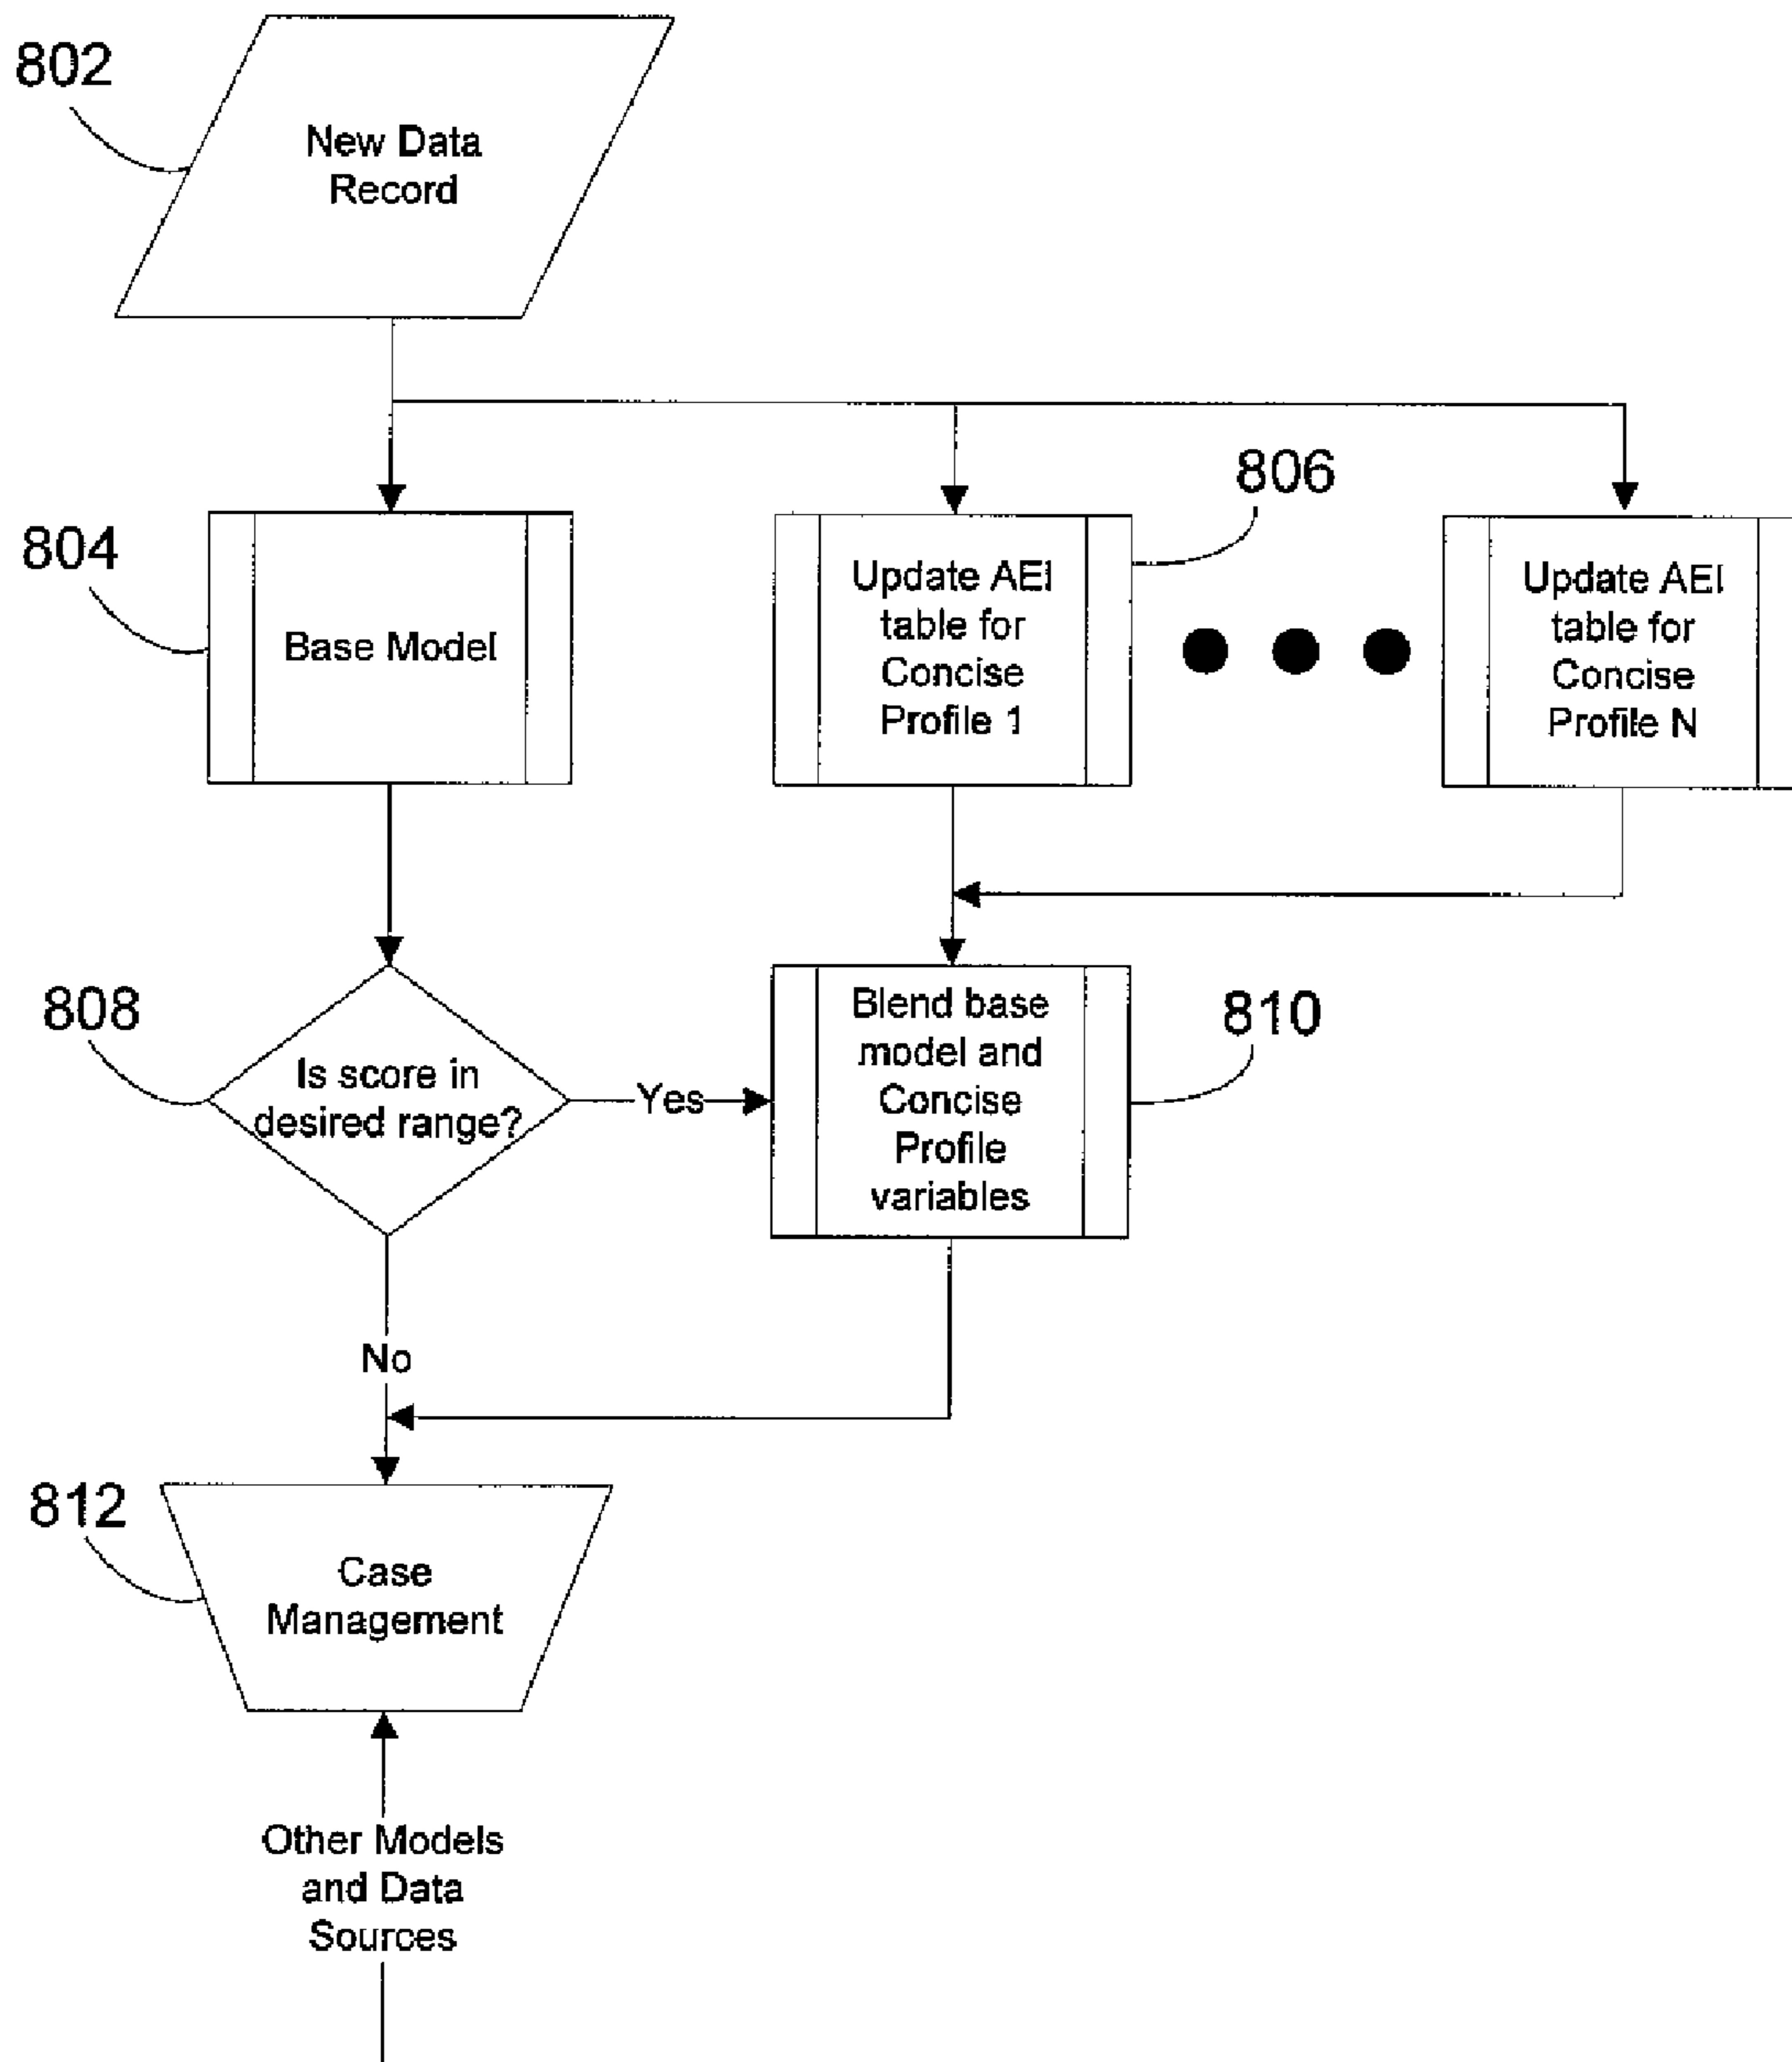 802
New Data
Record
804
Base Model
806
Update AEI
table for
Concise
Profile 1
Update AEI
table for
Concise
Profile N
808
Is score in
desired range?
Yes
Blend base
model and
Concise
Profile
variables
810
No
812
Case
Management
Other Models
and Data
Sources